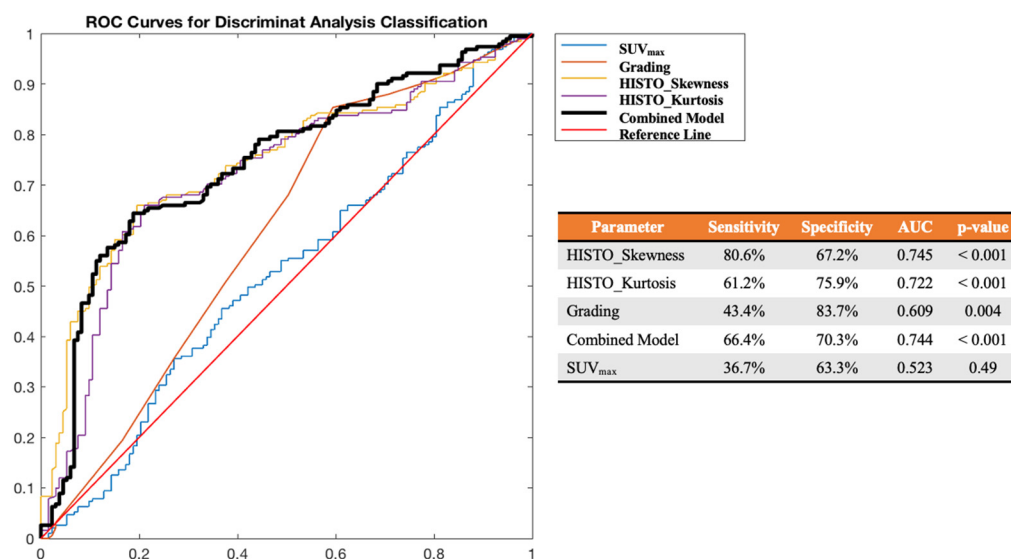 ROC Curves for Discriminat Analysis Classification
1
0.9
0.8
0.7
0.6
0.5
0.4
0.3
0.2
0.1
0
0 0.2 0.4 0.6 0.8 1
SUVmax
Grading
HISTO_Skewness
HISTO_Kurtosis
Combined Model
Reference Line
Parameter Sensitivity Specificity AUC p-value
HISTO_Skewness 80.6% 67.2% 0.745 < 0.001
HISTO_Kurtosis 61.2% 75.9% 0.722 < 0.001
Grading 43.4% 83.7% 0.609 0.004
Combined Model 66.4% 70.3% 0.744 < 0.001
SUVmax 36.7% 63.3% 0.523 0.49